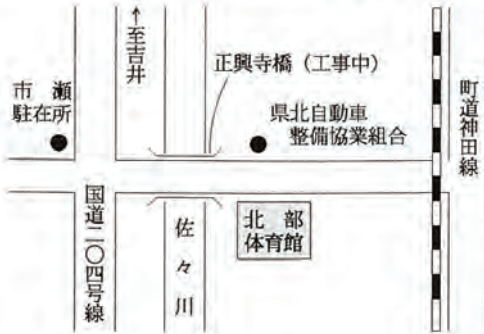 ↑至吉井
正興寺橋（工事中）
市瀬
駐在所
県北自動車
整備協業組合
町道神田線
国道二〇四号線
佐々川
北部
体育館